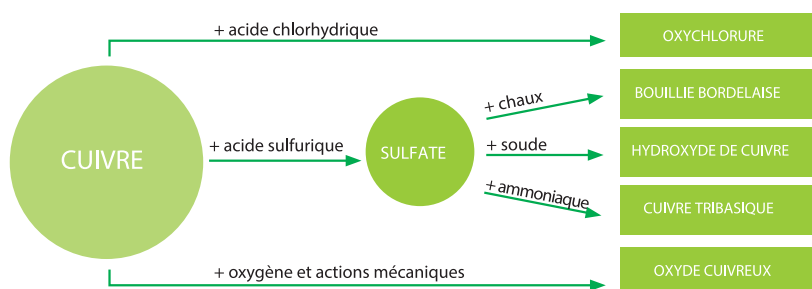 + acide chlorhydrique
OXYCHLORURE
CUIVRE
+ acide sulfurique
SULFATE
+ chaux
BOUILLIE BORDELAISE
+ soude
HYDROXYDE DE CUIVRE
+ ammoniaque
CUIVRE TRIBASIQUE
+ oxygène et actions mécaniques
OXYDE CUIVREUX